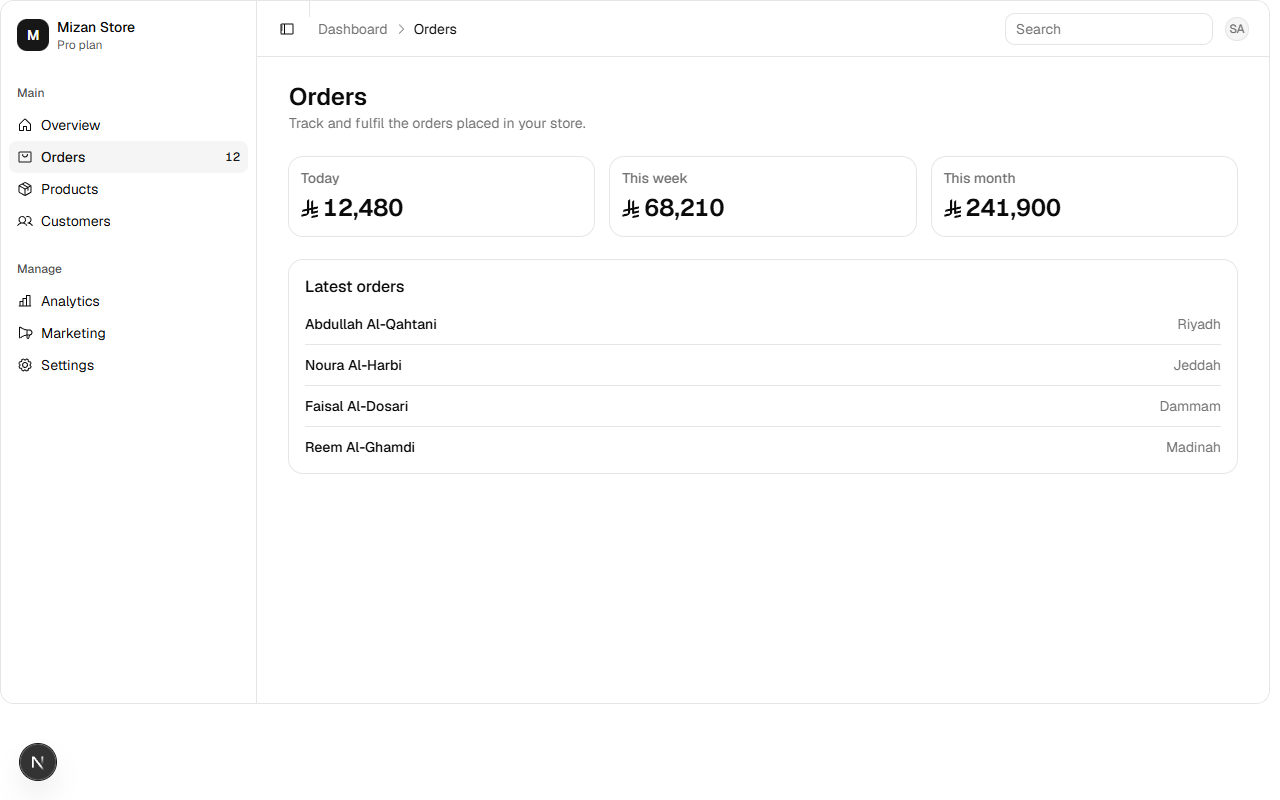 M
Mizan Store
Pro plan
Main
Overview
Orders 12
Products
Customers
Manage
Analytics
Marketing
Settings
Dashboard Orders
Search
SA
Orders
Track and fulfil the orders placed in your store.
Today
⃁ 12,480
This week
⃁ 68,210
This month
⃁ 241,900
Latest orders
Abdullah Al-Qahtani Riyadh
Noura Al-Harbi Jeddah
Faisal Al-Dosari Dammam
Reem Al-Ghamdi Madinah
N